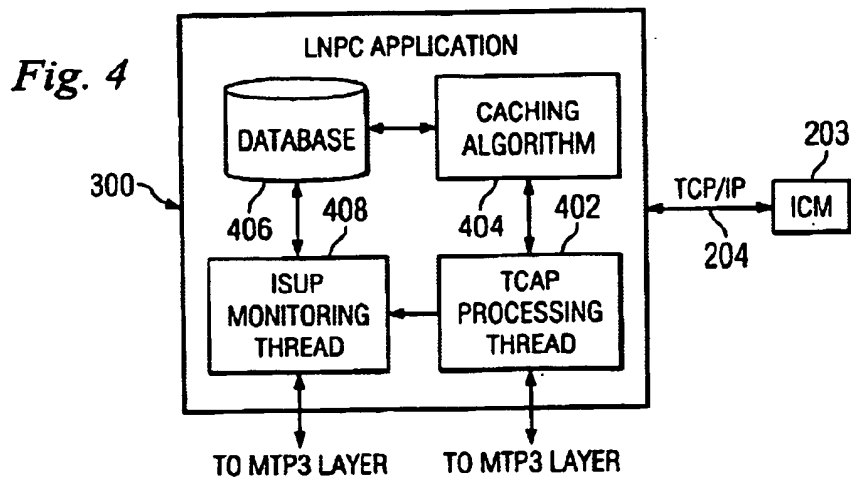 LNPC APPLICATION
Fig. 4
DATABASE
CACHING
ALGORITHM
203
300
TCP/IP
ICM
406
408
404
402
204
ISUP
MONITORING
THREAD
TCAP
PROCESSING
THREAD
TO MTP3 LAYER
TO MTP3 LAYER